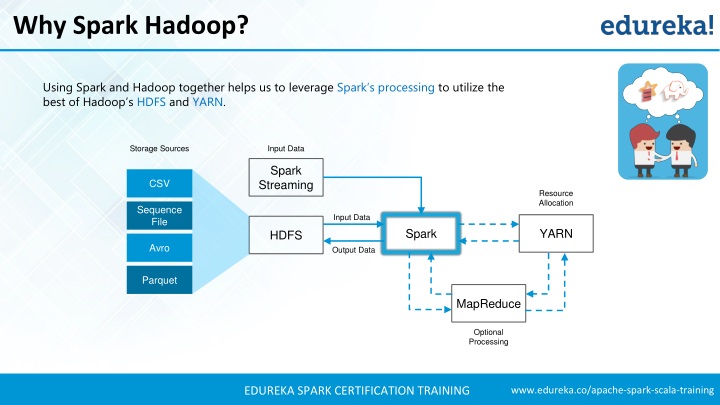 Why Spark Hadoop?
edureka!
Using Spark and Hadoop together helps us to leverage Spark's processing to utilize the
best of Hadoop's HDFS and YARN.
Storage Sources
Input Data
CSV
Sequence
File
Avro
Parquet
Spark
Streaming
HDFS
Input Data
Output Data
Spark
Resource
Allocation
YARN
MapReduce
Optional
Processing
EDUREKA SPARK CERTIFICATION TRAINING
www.edureka.co/apache-spark-scala-training